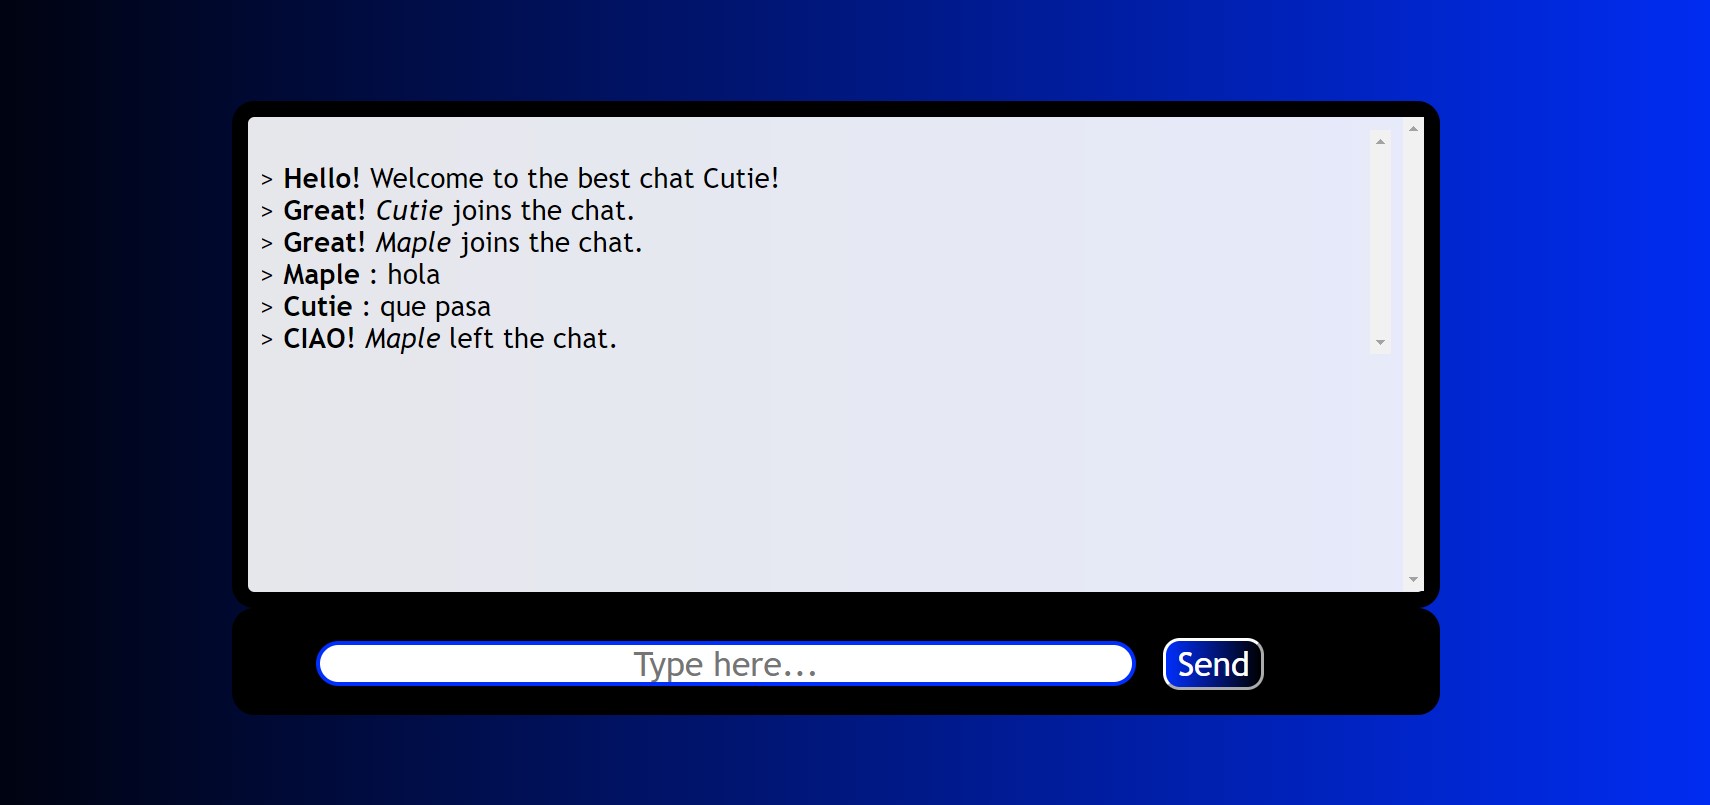 > Hello! Welcome to the best chat Cutie!
> Great! Cutie joins the chat.
> Great! Maple joins the chat.
> Maple : hola
> Cutie : que pasa
> CIAO! Maple left the chat.
Type here...
Send